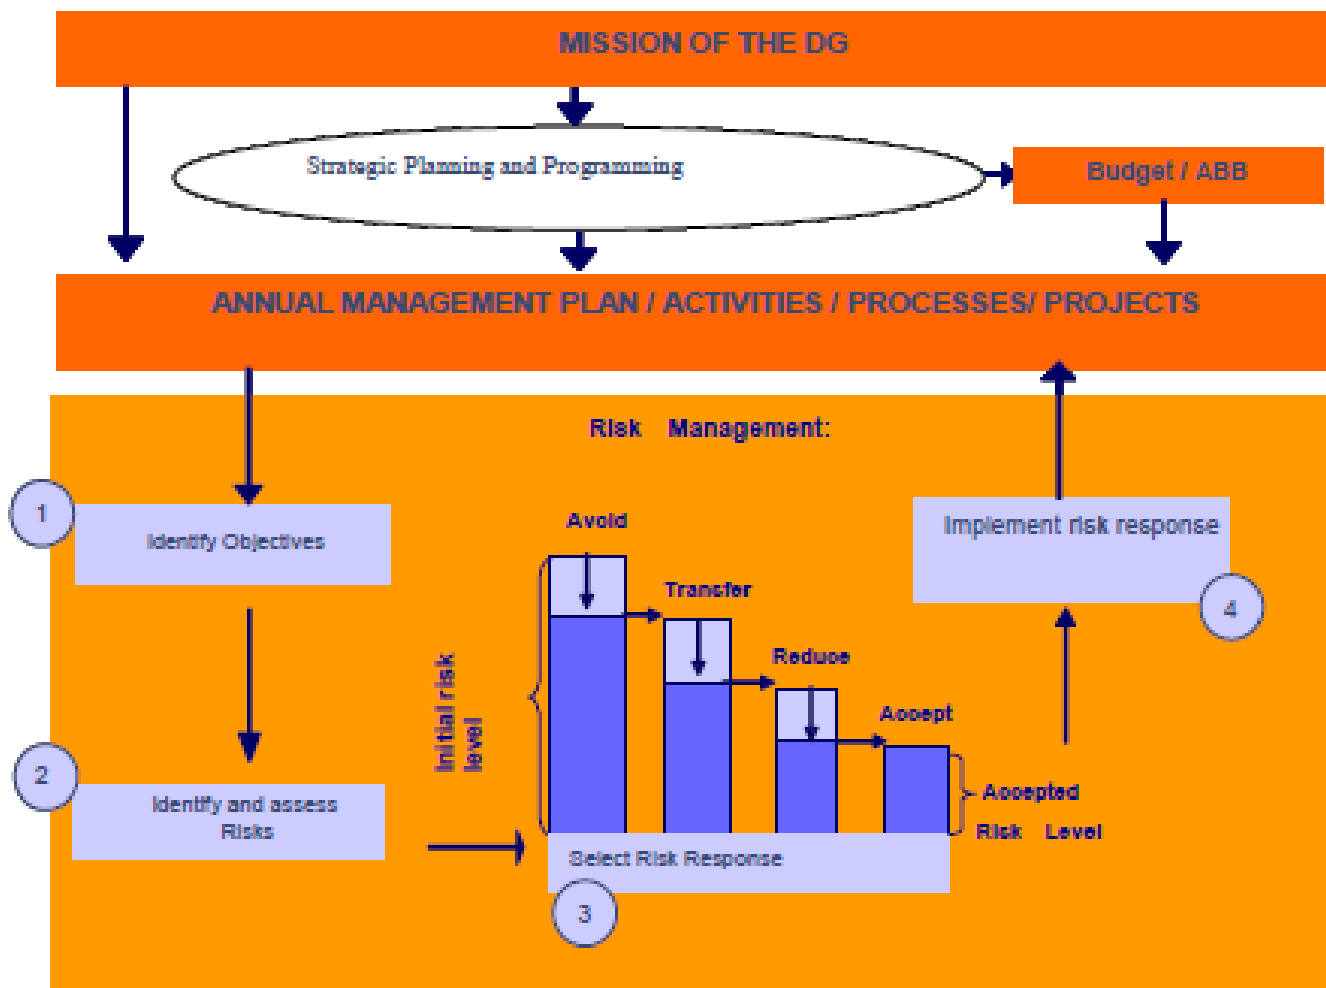 MISSION OF THE DG
Strategic Planning and Programming
Budget / ABB
ANNUAL MANAGEMENT PLAN / ACTIVITIES / PROCESSES/ PROJECTS
Risk Management:
1
Identify Objectives
2
Identify and assess
Risks
Initial risk
level
Avoid
Transfer
Reduce
Accept
Accepted
Risk Level
Select Risk Response
3
Implement risk response
4